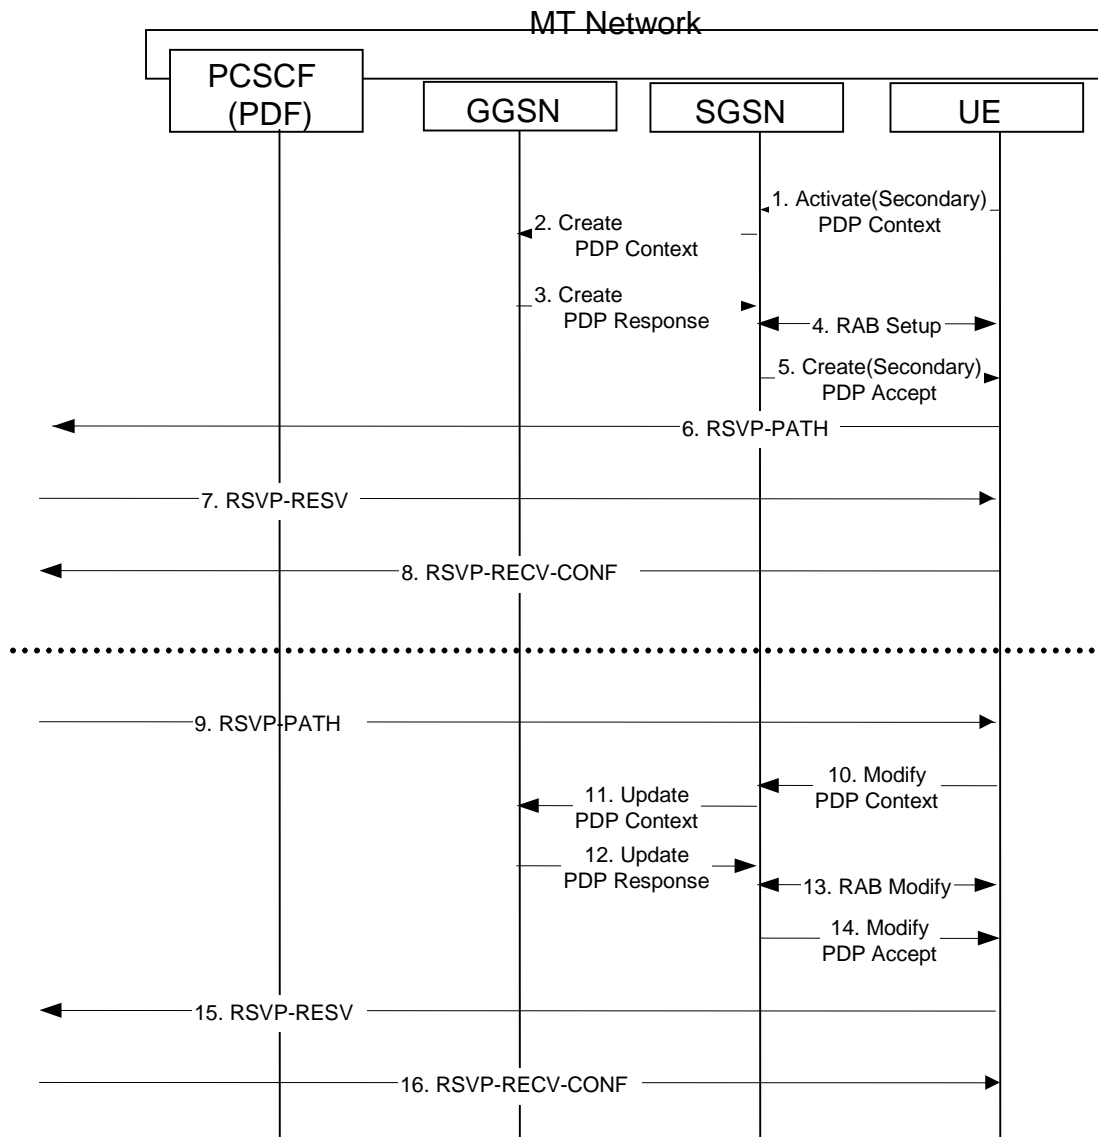 MT Network
PCSCF
(PDF)
GGSN
SGSN
UE
1. Activate(Secondary)
PDP Context
2. Create
PDP Context
3. Create
PDP Response
4. RAB Setup
5. Create(Secondary)
PDP Accept
6. RSVP-PATH
7. RSVP-RESV
8. RSVP-RECV-CONF
9. RSVP-PATH
10. Modify
PDP Context
11. Update
PDP Context
12. Update
PDP Response
13. RAB Modify
14. Modify
PDP Accept
15. RSVP-RESV
16. RSVP-RECV-CONF